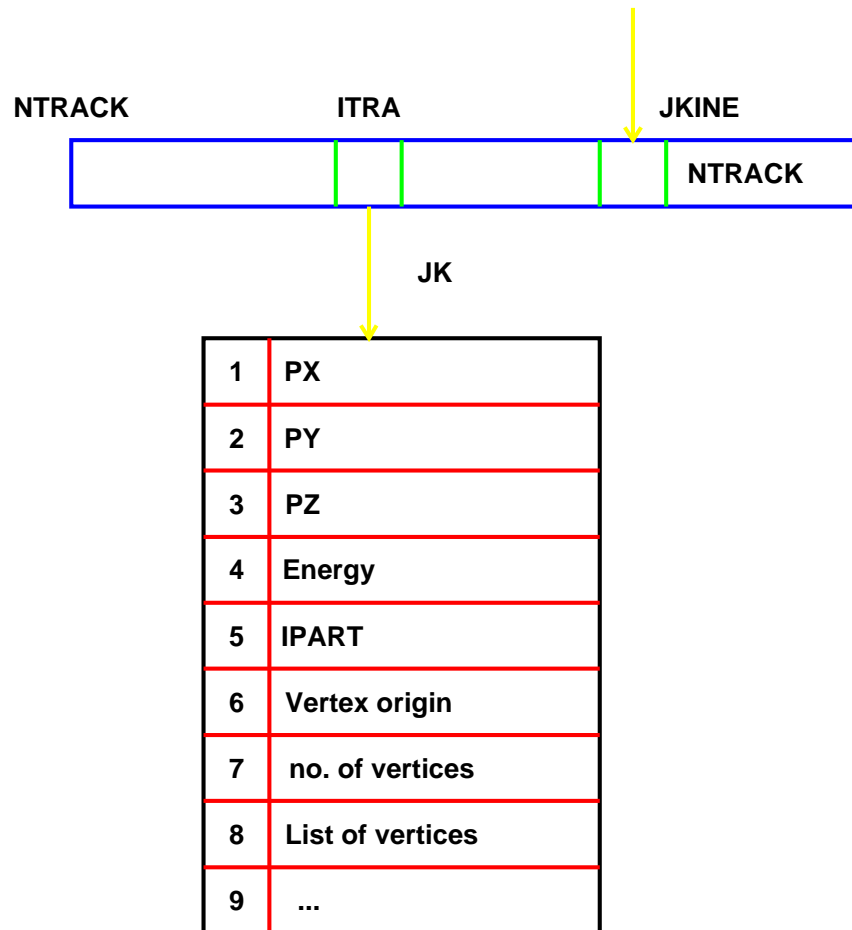 NTRACK ITRA JKINE
NTRACK
JK
1 PX
2 PY
3 PZ
4 Energy
5 IPART
6 Vertex origin
7 no. of vertices
8 List of vertices
9 ...